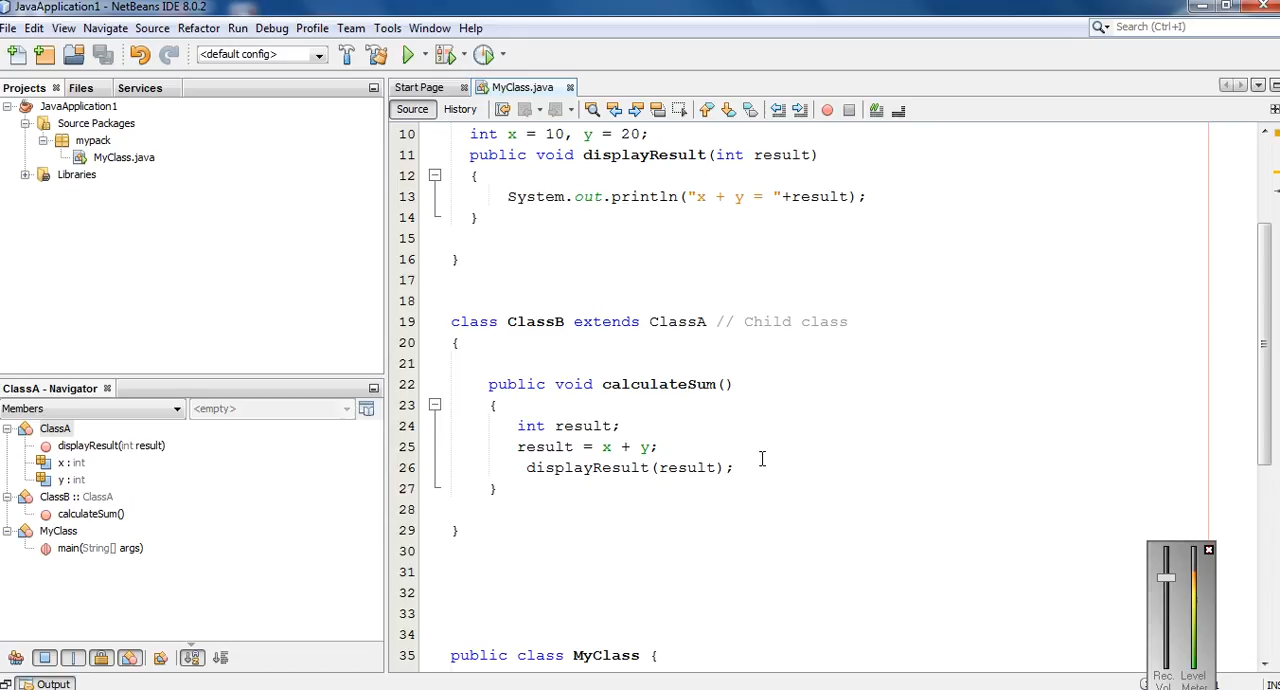 JavaApplication1 - NetBeans IDE 8.0.2
File Edit View Navigate Source Refactor Run Debug Profile Team Tools Window Help
Search (Ctrl+I)
<default config>
Projects Files Services
Start Page MyClass.java
JavaApplication1
Source History
Source Packages
mypack
MyClass.java
Libraries
10 int x = 10, y = 20;
11 public void displayResult(int result)
12 {
13 System.out.println("x + y = "+result);
14 }
15
16 }
17
18
19 class ClassB extends ClassA // Child class
20 {
21
22 public void calculateSum()
23 {
24 int result;
25 result = x + y;
26 displayResult(result);
27 }
28
29 }
30
31
32
33
34
35 public class MyClass {
ClassA - Navigator
Members <empty>
ClassA
displayResult(int result)
x : int
y : int
ClassB :: ClassA
calculateSum()
MyClass
main(String[] args)
Rec. Level
Vol Meter
Output
INS